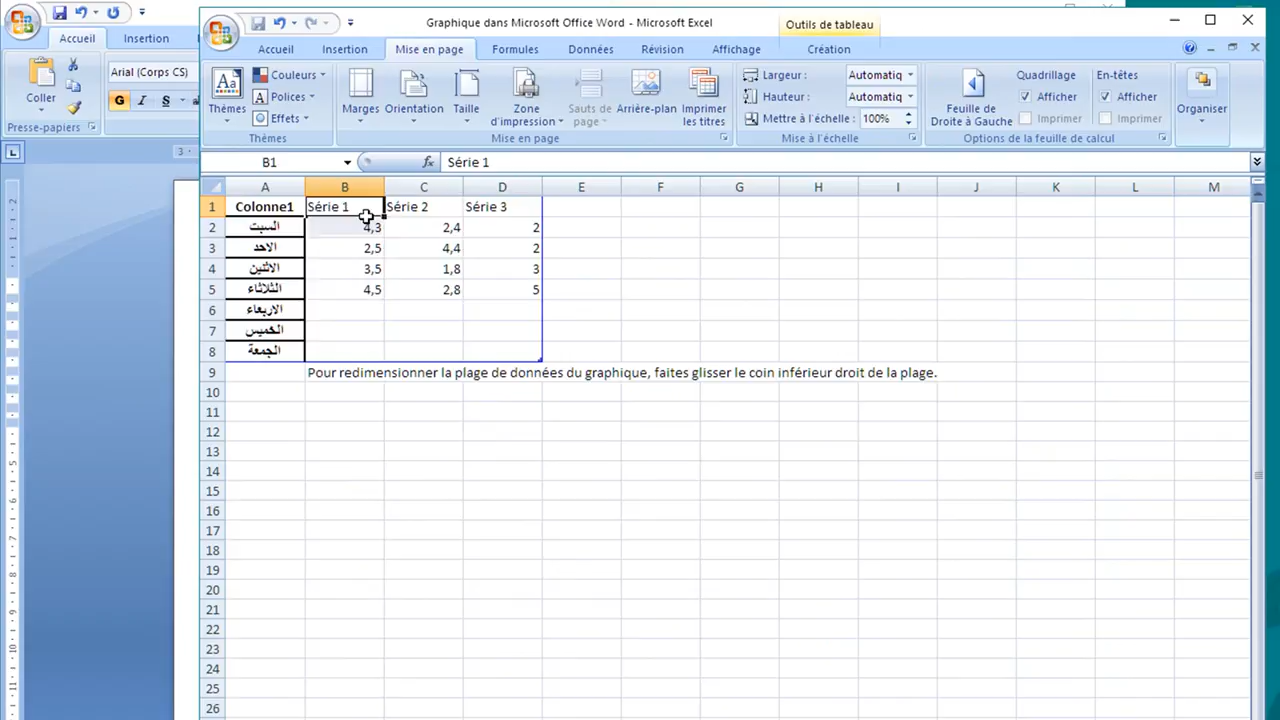 Graphique dans Microsoft Office Word - Microsoft Excel
Outils de tableau
Accueil Insertion
Accueil Insertion Mise en page Formules Données Révision Affichage Création
Coller
Arial (Corps CS)
G I S
Presse-papiers
Thèmes
Couleurs
Polices
Effets
Thèmes
Marges
Orientation
Taille
Zone d'impression
Sauts de page
Arrière-plan
Imprimer les titres
Mise en page
Largeur : Automatiq
Hauteur : Automatiq
Mettre à l'échelle : 100%
Mise à l'échelle
Feuille de Droite à Gauche
Quadrillage
Afficher
Imprimer
En-tête :
Afficher
Imprimer
Options de la feuille de calcul
Organiser
B1 fx Série 1
A B C D E F G H I J K L M
1 Colonne1 Série 1 Série 2 Série 3
2 السبت 4,3 2,4 2
3 الاحد 2,5 4,4 2
4 الاثنين 3,5 1,8 3
5 الثلاثاء 4,5 2,8 5
6 الاربعاء
7 الخميس
8 الجمعة
9 Pour redimensionner la plage de données du graphique, faites glisser le coin inférieur droit de la plage.
10
11
12
13
14
15
16
17
18
19
20
21
22
23
24
25
26